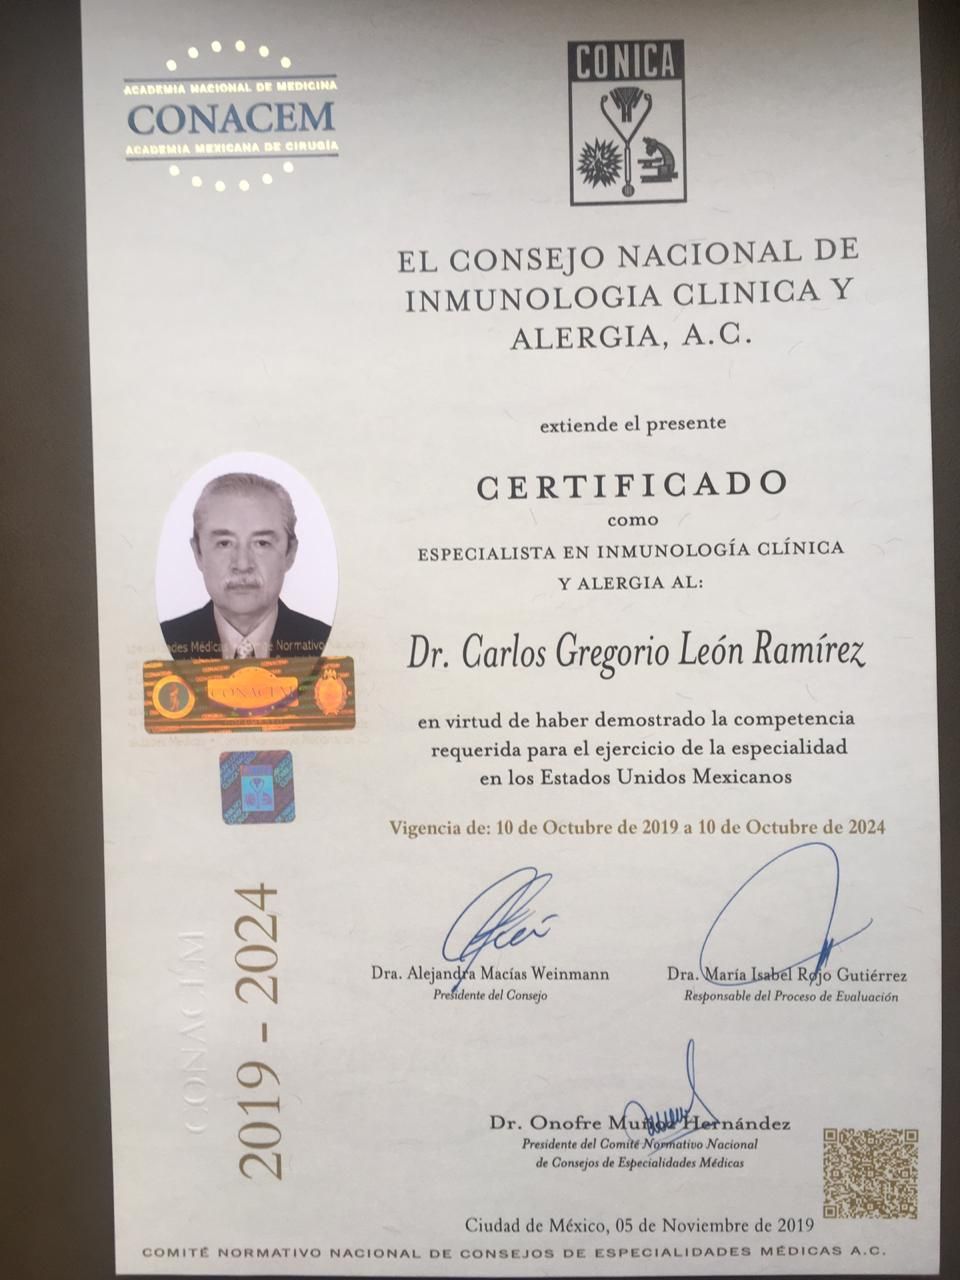 ACADEMIA NACIONAL DE MEDICINA
CONACEM
ACADEMIA MEXICANA DE CIRUGÍA
CONICA
EL CONSEJO NACIONAL DE
INMUNOLOGIA CLINICA Y
ALERGIA, A.C.
extiende el presente
CERTIFICADO
como
ESPECIALISTA EN INMUNOLOGÍA CLÍNICA
Y ALERGIA AL:
Dr. Carlos Gregorio León Ramírez
en virtud de haber demostrado la competencia
requerida para el ejercicio de la especialidad
en los Estados Unidos Mexicanos
Vigencia de: 10 de Octubre de 2019 a 10 de Octubre de 2024
CONACEM
2019 - 2024
CONACEM
Dra. Alejandra Macías Weinmann
Presidente del Consejo
Dra. María Isabel Rojo Gutiérrez
Responsable del Proceso de Evaluación
Dr. Onofre Muñoz Hernández
Presidente del Comité Normativo Nacional
de Consejos de Especialidades Médicas
Ciudad de México, 05 de Noviembre de 2019
COMITÉ NORMATIVO NACIONAL DE CONSEJOS DE ESPECIALIDADES MÉDICAS A.C.